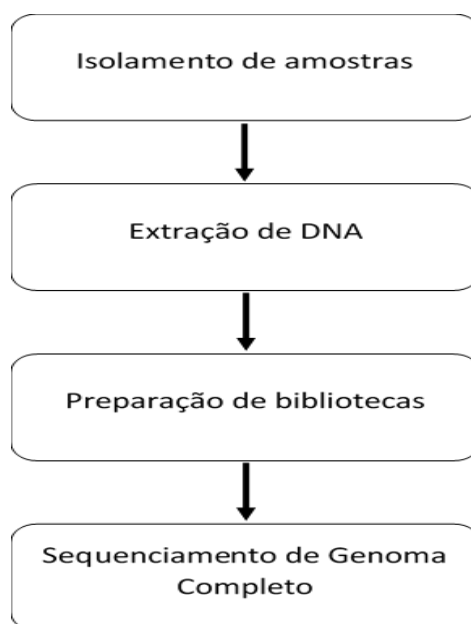 Isolamento de amostras
Extração de DNA
Preparação de bibliotecas
Sequenciamento de Genoma
Completo